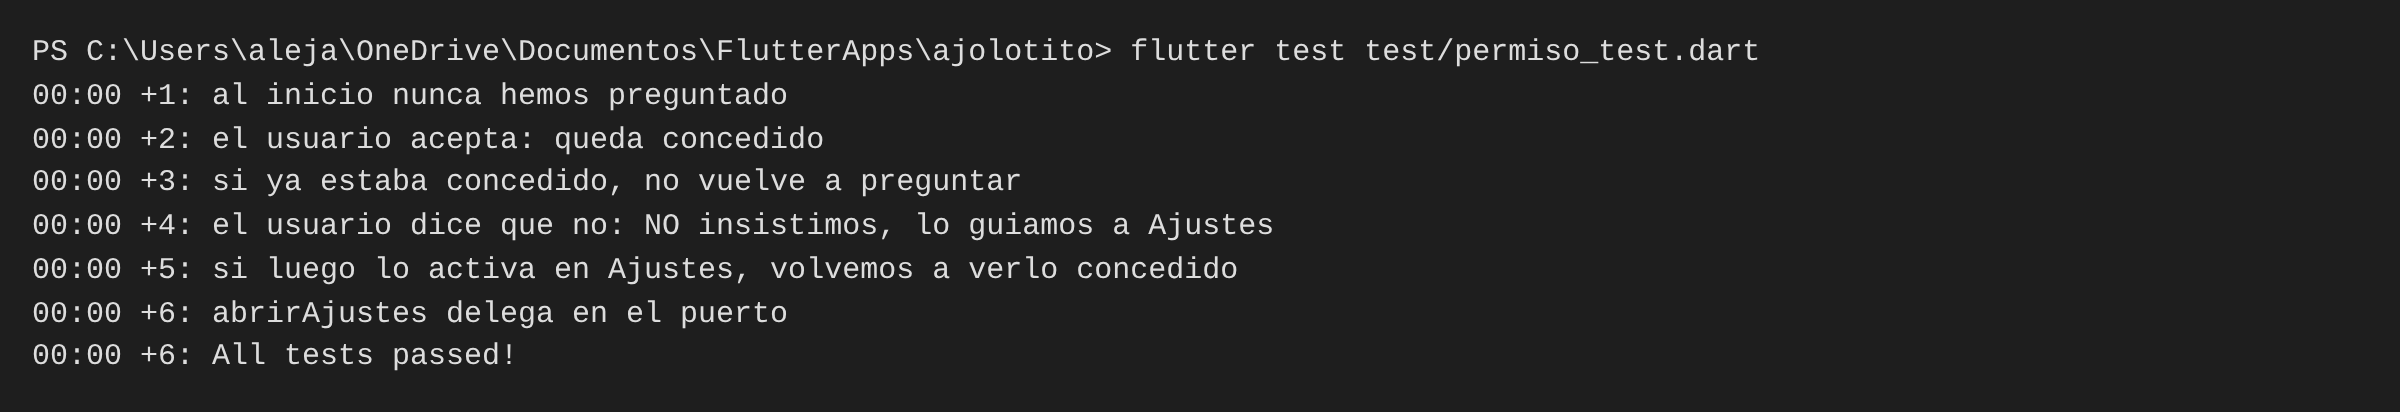 PS C:\Users\aleja\OneDrive\Documentos\FlutterApps\ajolotito> flutter test test/permiso_test.dart
00:00 +1: al inicio nunca hemos preguntado
00:00 +2: el usuario acepta: queda concedido
00:00 +3: si ya estaba concedido, no vuelve a preguntar
00:00 +4: el usuario dice que no: NO insistimos, lo guiamos a Ajustes
00:00 +5: si luego lo activa en Ajustes, volvemos a verlo concedido
00:00 +6: abrirAjustes delega en el puerto
00:00 +6: All tests passed!